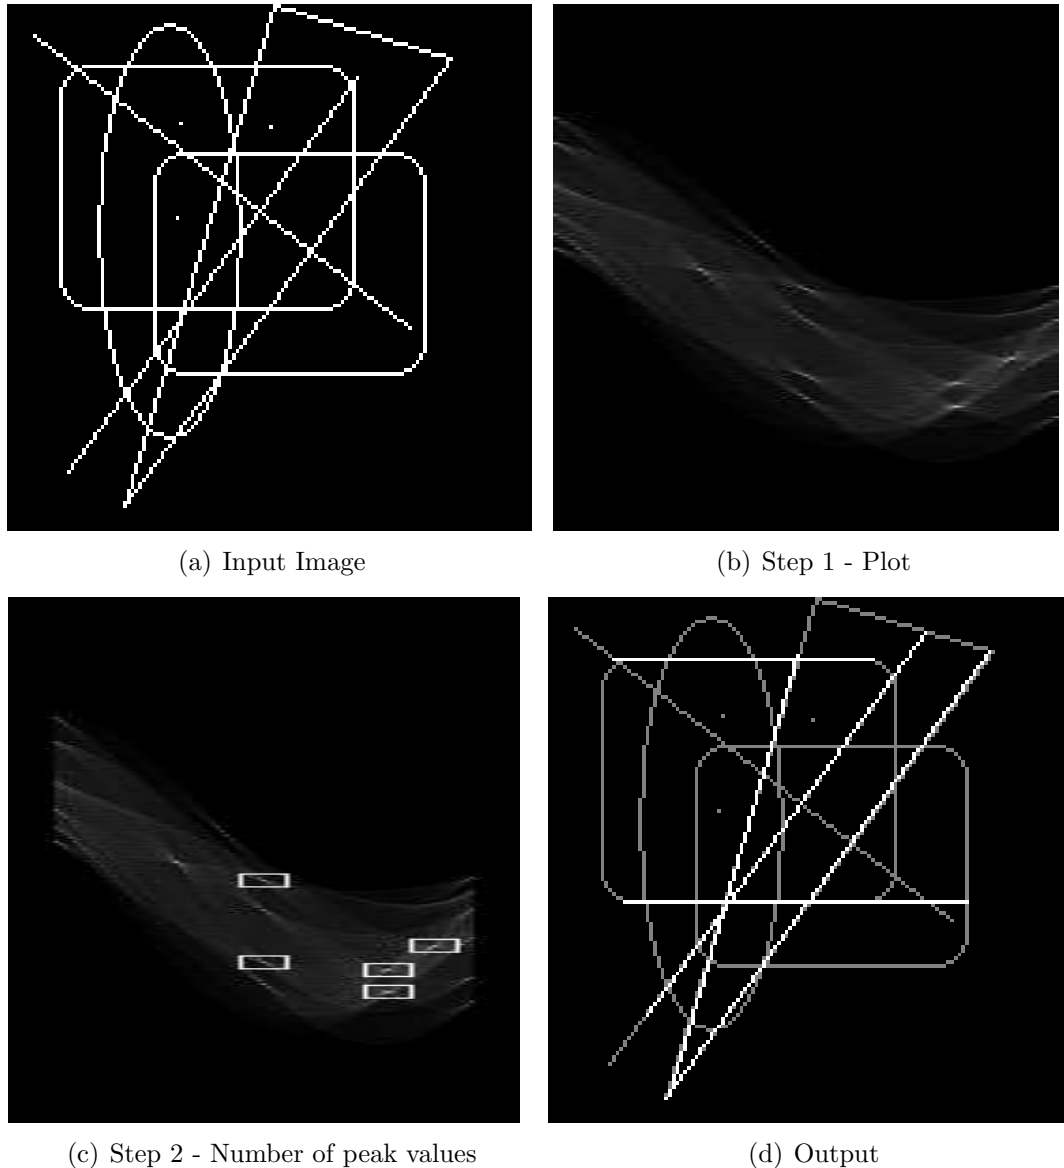 (a) Input Image
(b) Step 1 - Plot
(c) Step 2 - Number of peak values
(d) Output